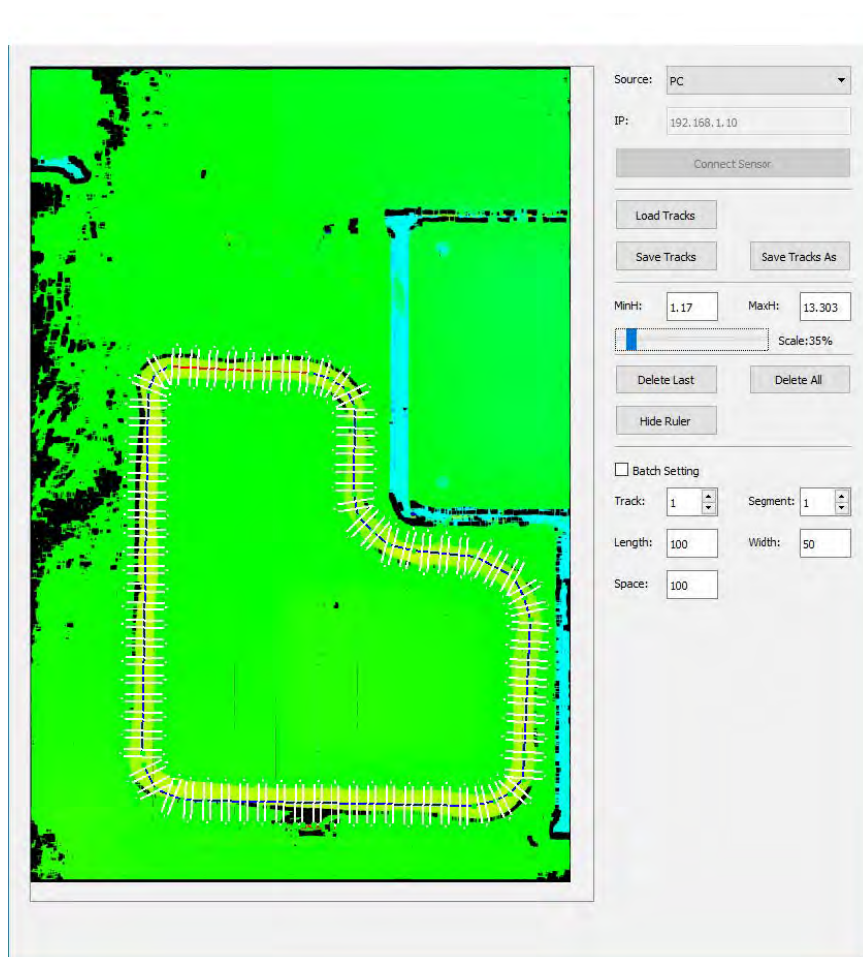 Source: PC
IP: 192.168.1.10
Connect Sensor
Load Tracks
Save Tracks Save Tracks As
MinH: 1.17 MaxH: 13.303
Scale:35%
Delete Last Delete All
Hide Ruler
Batch Setting
Track: 1 Segment: 1
Length: 100 Width: 50
Space: 100